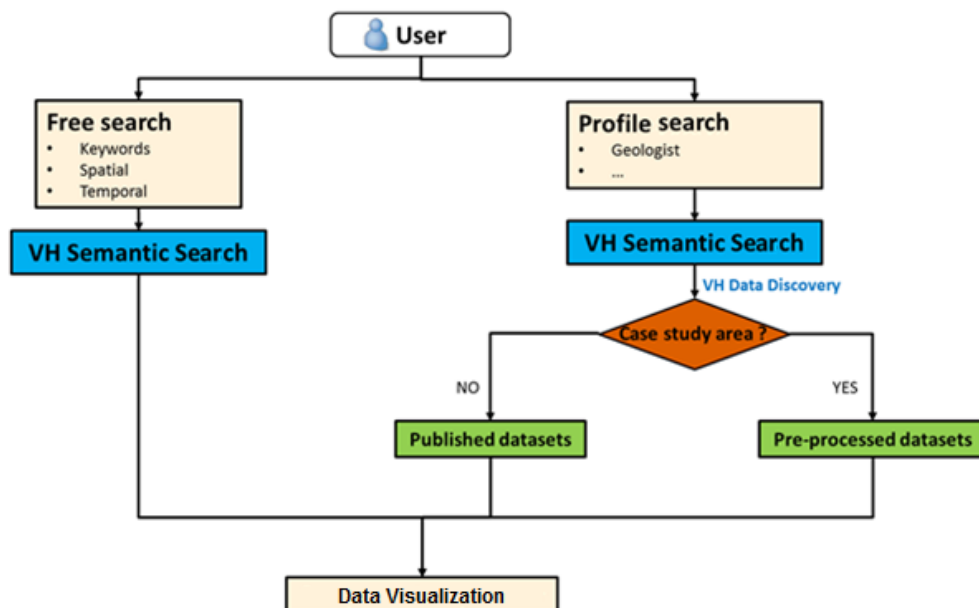 User
Free search
• Keywords
• Spatial
• Temporal
Profile search
• Geologist
• ...
VH Semantic Search
VH Semantic Search
VH Data Discovery
Case study area ?
NO
YES
Published datasets
Pre-processed datasets
Data Visualization